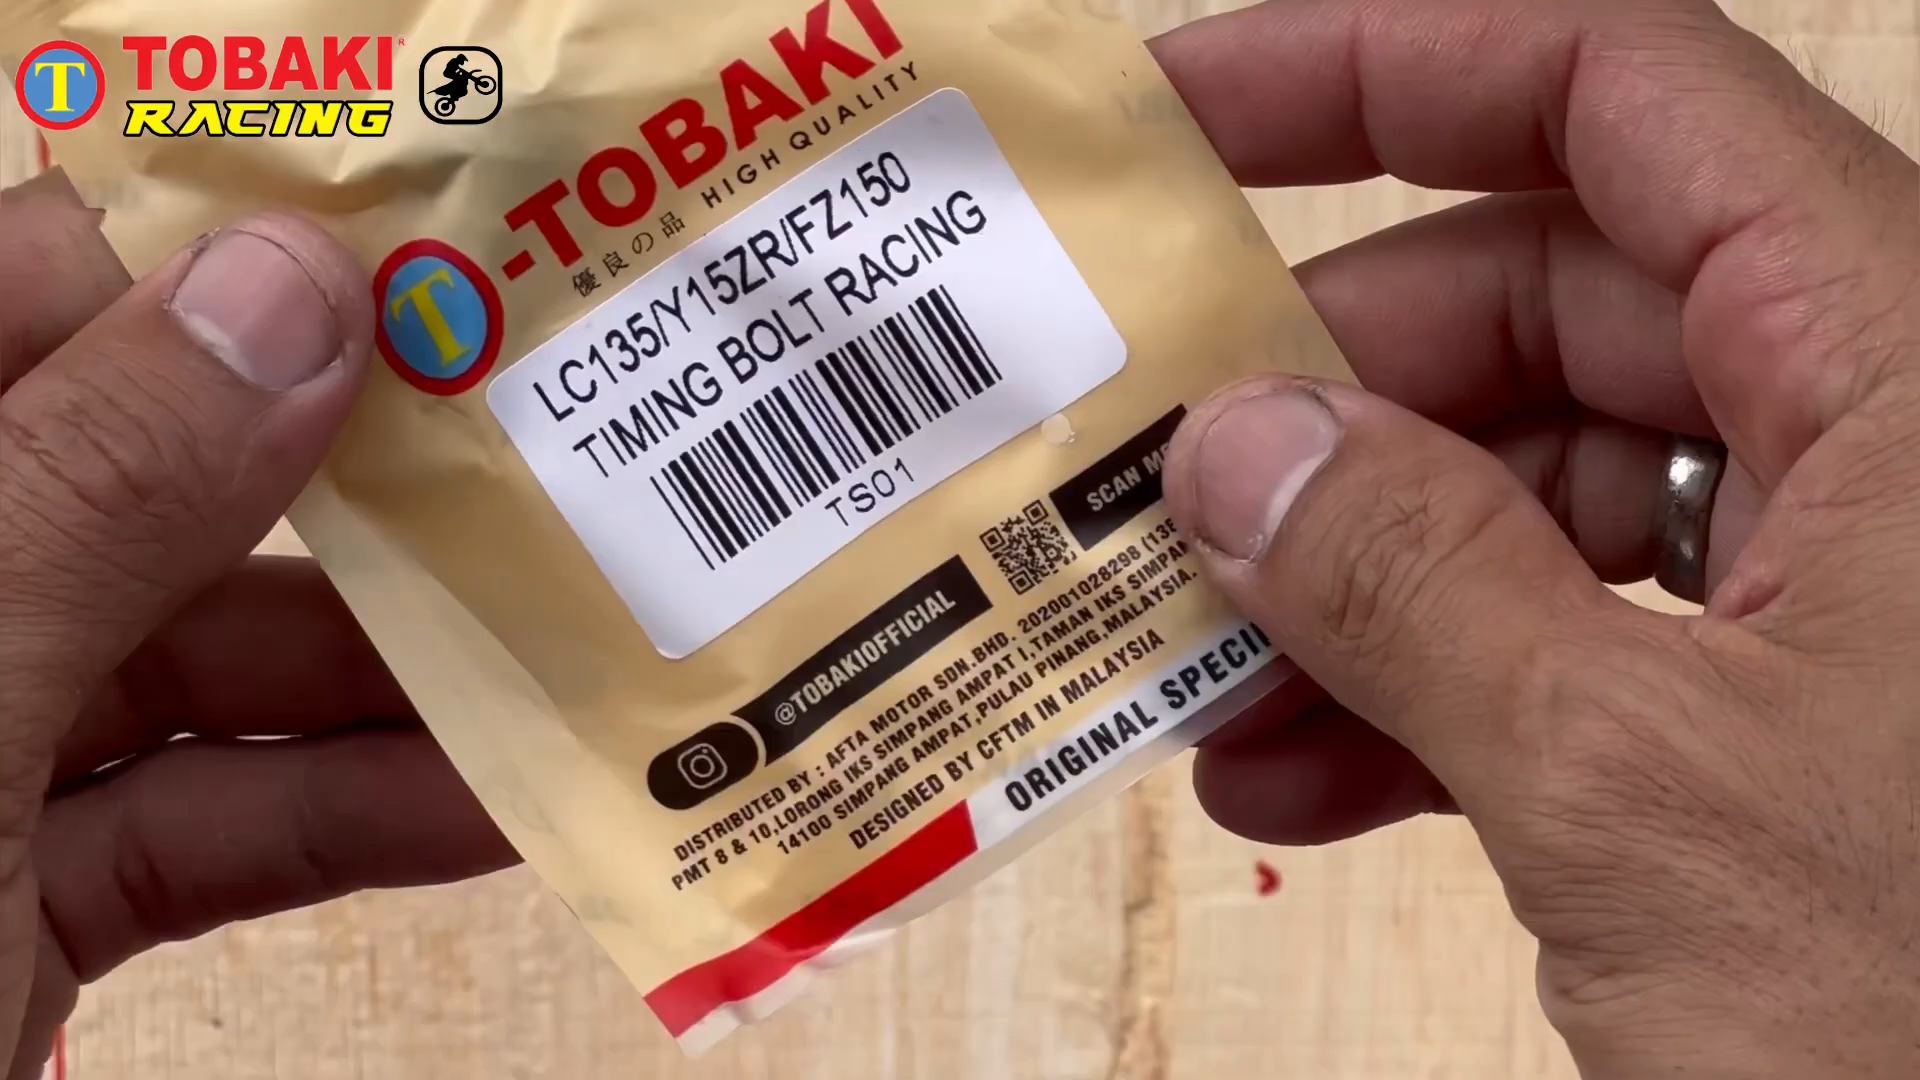 T TOBAKI
RACING
T-TOBAKI
優良の品 HIGH QUALITY
LC135/Y15ZR/FZ150
TIMING BOLT RACING
TS01
SCAN ME
@TOBAKIOFFICIAL
DISTRIBUTED BY : AFTA MOTOR SDN.BHD. 202001028298 (138
PMT 8 & 10,LORONG IKS SIMPANG AMPAT I,TAMAN IKS SIMPAN
14100 SIMPANG AMPAT,PULAU PINANG,MALAYSIA.
DESIGNED BY CFTM IN MALAYSIA
ORIGINAL SPECI